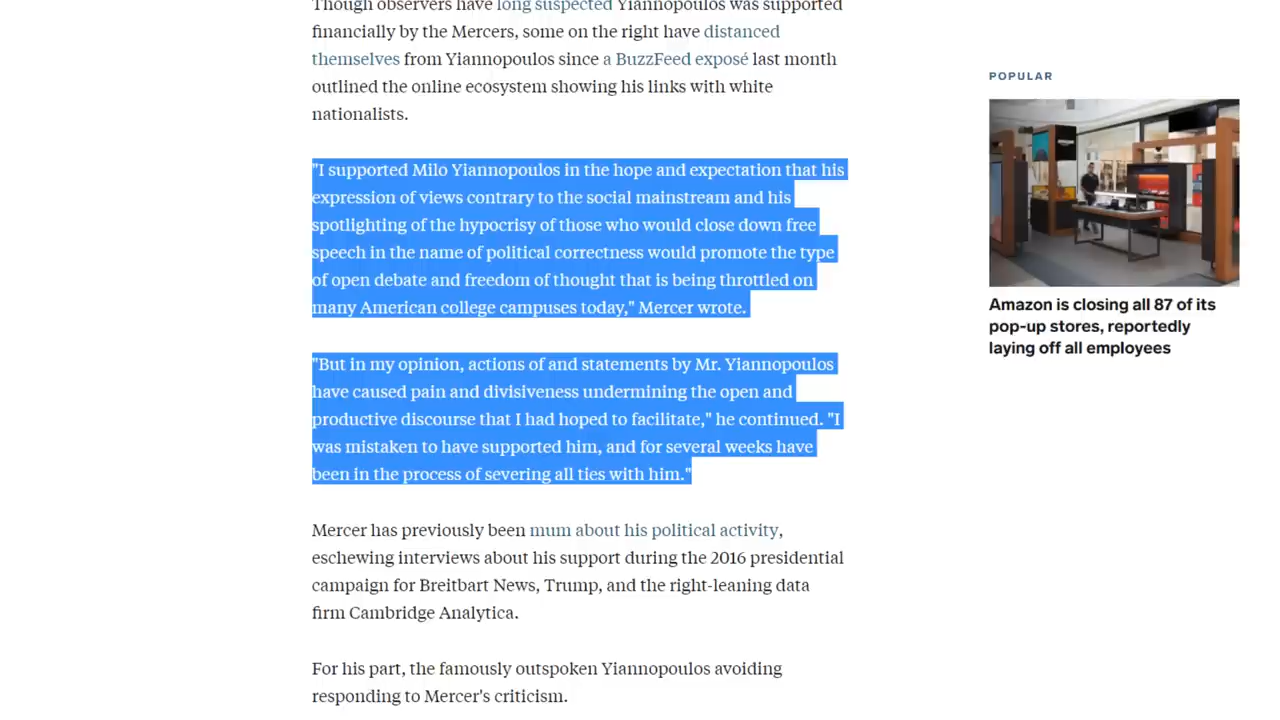 Though observers have long suspected Yiannopoulos was supported
financially by the Mercers, some on the right have distanced
themselves from Yiannopoulos since a BuzzFeed exposé last month
outlined the online ecosystem showing his links with white
nationalists.
"I supported Milo Yiannopoulos in the hope and expectation that his
expression of views contrary to the social mainstream and his
spotlighting of the hypocrisy of those who would close down free
speech in the name of political correctness would promote the type
of open debate and freedom of thought that is being throttled on
many American college campuses today," Mercer wrote.
"But in my opinion, actions of and statements by Mr. Yiannopoulos
have caused pain and divisiveness undermining the open and
productive discourse that I had hoped to facilitate," he continued. "I
was mistaken to have supported him, and for several weeks have
been in the process of severing all ties with him."
Mercer has previously been mum about his political activity,
eschewing interviews about his support during the 2016 presidential
campaign for Breitbart News, Trump, and the right-leaning data
firm Cambridge Analytica.
For his part, the famously outspoken Yiannopoulos avoiding
responding to Mercer's criticism.
POPULAR
Amazon is closing all 87 of its
pop-up stores, reportedly
laying off all employees